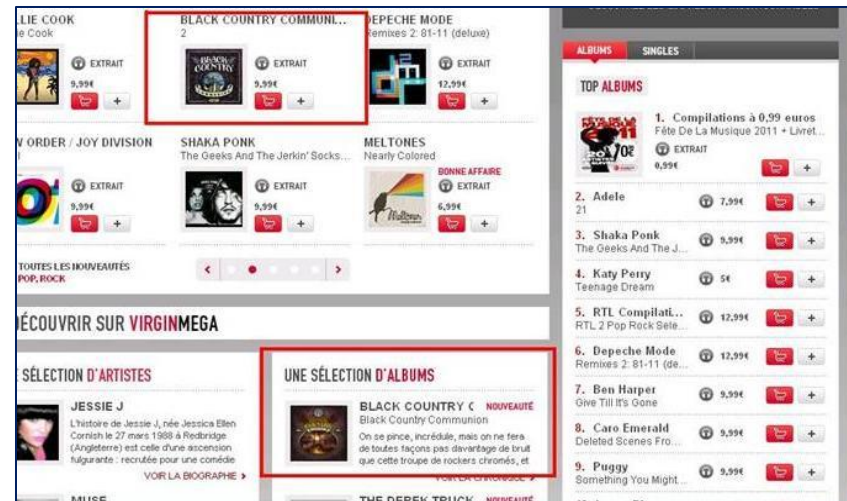 LLIE COOK
ie Cook
EXTRAIT
9,99€
+
BLACK COUNTRY COMMUNI...
2
EXTRAIT
9,99€
+
DEPECHE MODE
Remixes 2: 81-11 (deluxe)
EXTRAIT
12,99€
+
W ORDER / JOY DIVISION
EXTRAIT
9,99€
+
SHAKA PONK
The Geeks And The Jerkin' Socks...
EXTRAIT
9,99€
+
MELTONES
Nearly Colored
BONNE AFFAIRE
EXTRAIT
6,99€
+
TOUTES LES NOUVEAUTÉS
POP, ROCK
DÉCOUVRIR SUR VIRGINMEGA
SÉLECTION D'ARTISTES
JESSIE J
L'histoire de Jessie J, née Jessica Ellen
Cornish le 27 mars 1988 à Redbridge
(Angleterre) est celle d'une ascension
fulgurante : recrutée pour une comédie
VOIR LA BIOGRAPHIE >
MUSE
UNE SÉLECTION D'ALBUMS
BLACK COUNTRY C NOUVEAUTÉ
Black Country Communion
On se pince, incrédule, mais on ne fera
de toutes façons pas davantage de bruit
que cette troupe de rockers chromés, et
VOIR LA CHRONIQUE >
THE DEREK TRUCK NOUVEAUTÉ
ALBUMS SINGLES
TOP ALBUMS
1. Compilations à 0,99 euros
Fête De La Musique 2011 + Livret...
EXTRAIT
0,99€ +
2. Adele
21
7,99€ +
3. Shaka Ponk
The Geeks And The J...
9,99€ +
4. Katy Perry
Teenage Dream
5€ +
5. RTL Compilati...
RTL 2 Pop Rock Sele...
12,99€ +
6. Depeche Mode
Remixes 2: 81-11 (de...
12,99€ +
7. Ben Harper
Give Till It's Gone
9,99€ +
8. Caro Emerald
Deleted Scenes Fro...
9,99€ +
9. Puggy
Something You Might...
9,99€ +